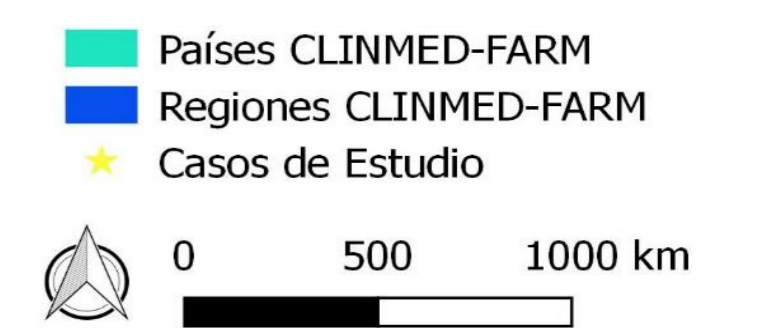 Países CLINMED-FARM
Regiones CLINMED-FARM
Casos de Estudio
0 500 1000 km